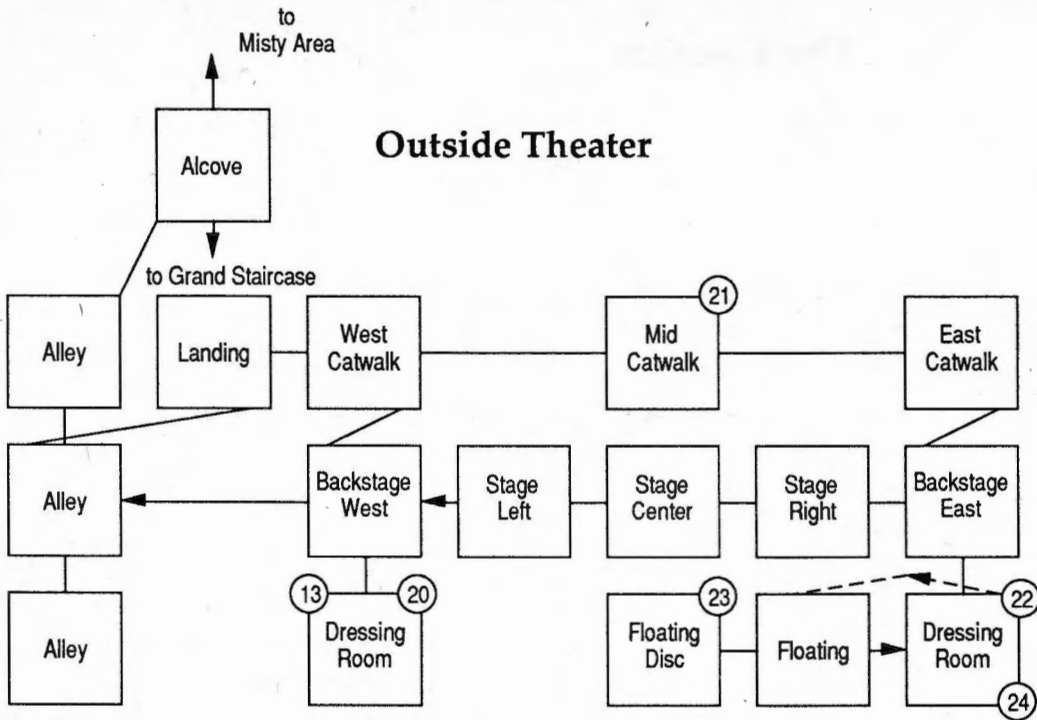 to
Misty Area
Outside Theater
Alcove
to Grand Staircase
21
Alley
Landing
West
Catwalk
Mid
Catwalk
East
Catwalk
Alley
Backstage
West
Stage
Left
Stage
Center
Stage
Right
Backstage
East
13
20
23
22
Alley
Dressing
Room
Floating
Disc
Floating
Dressing
Room
24